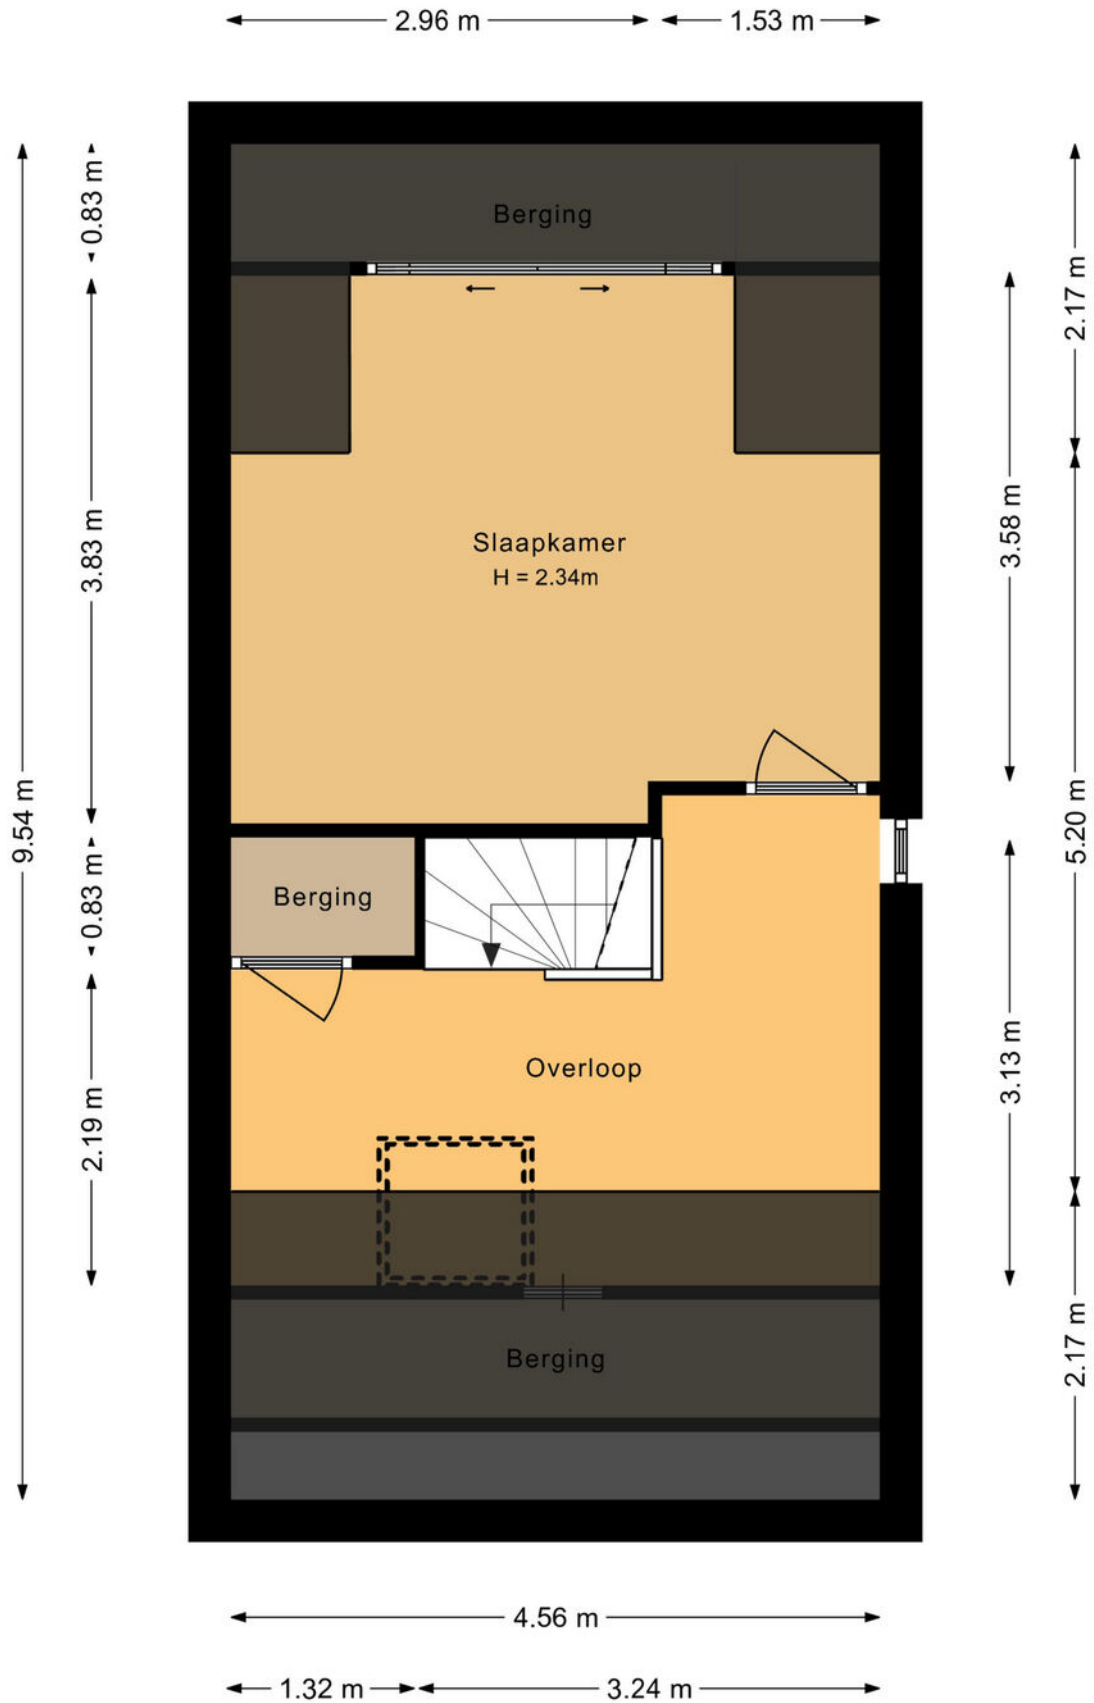 2.96 m
1.53 m
0.83 m
Berging
2.17 m
3.83 m
3.58 m
Slaapkamer
H = 2.34m
9.54 m
5.20 m
0.83 m
Berging
3.13 m
Overloop
2.19 m
2.17 m
Berging
4.56 m
1.32 m
3.24 m